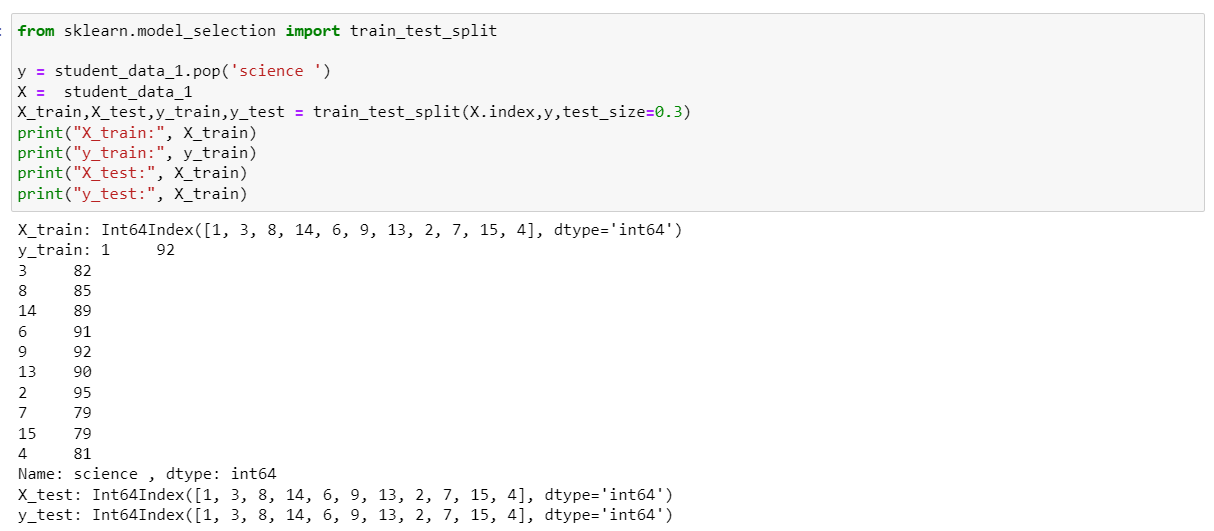 from sklearn.model_selection import train_test_split
y = student_data_1.pop('science ')
X =  student_data_1
X_train,X_test,y_train,y_test = train_test_split(X.index,y,test_size=0.3)
print("X_train:", X_train)
print("y_train:", y_train)
print("X_test:", X_train)
print("y_test:", X_train)
X_train: Int64Index([1, 3, 8, 14, 6, 9, 13, 2, 7, 15, 4], dtype='int64')
y_train: 1     92
3     82
8     85
14    89
6     91
9     92
13    90
2     95
7     79
15    79
4     81
Name: science , dtype: int64
X_test: Int64Index([1, 3, 8, 14, 6, 9, 13, 2, 7, 15, 4], dtype='int64')
y_test: Int64Index([1, 3, 8, 14, 6, 9, 13, 2, 7, 15, 4], dtype='int64')